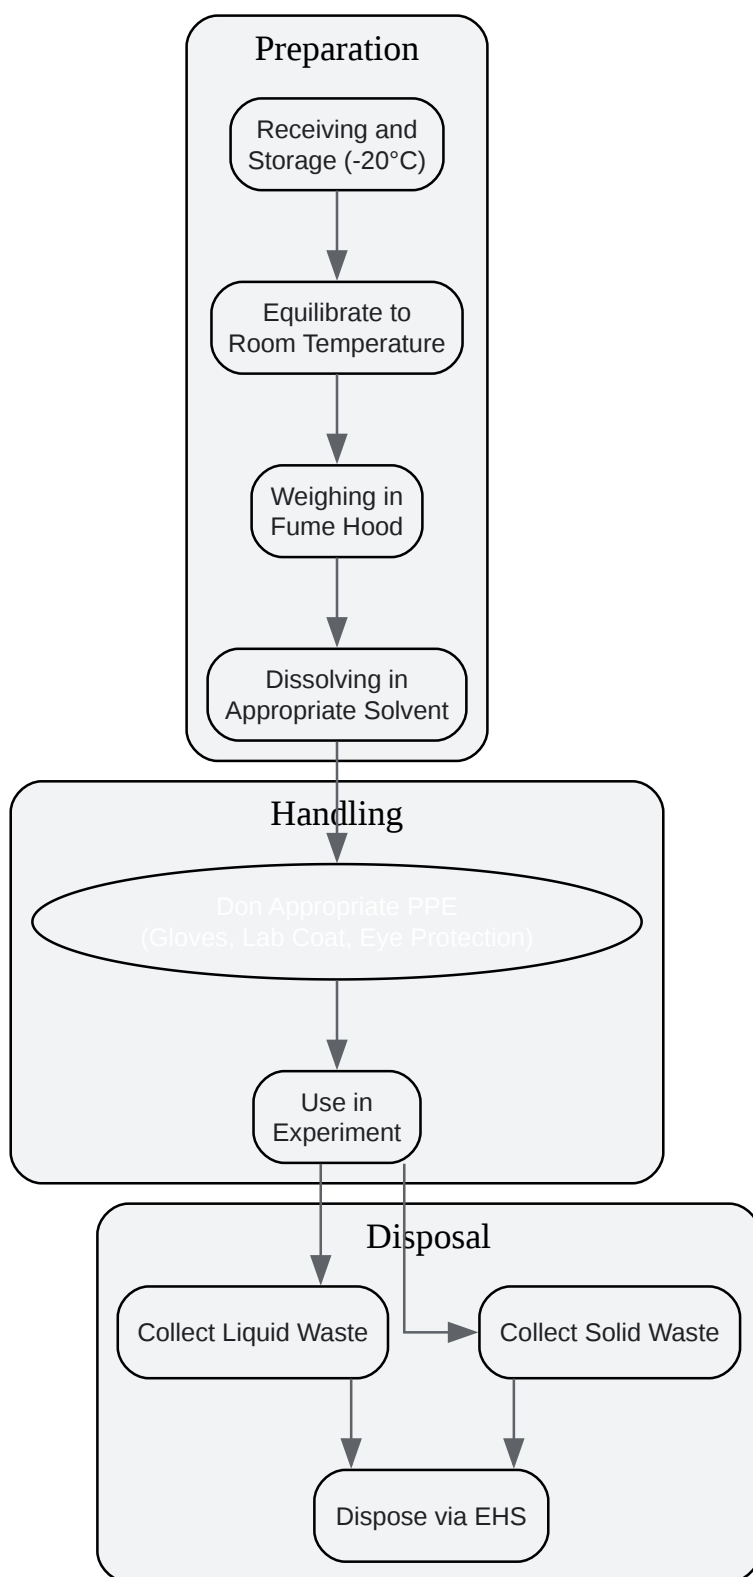 Preparation
Receiving and
Storage (-20°C)
Equilibrate to
Room Temperature
Weighing in
Fume Hood
Dissolving in
Appropriate Solvent
Handling
Don Appropriate PPE
(Gloves, Lab Coat, Eye Protection)
Use in
Experiment
Disposal
Collect Liquid Waste
Collect Solid Waste
Dispose via EHS